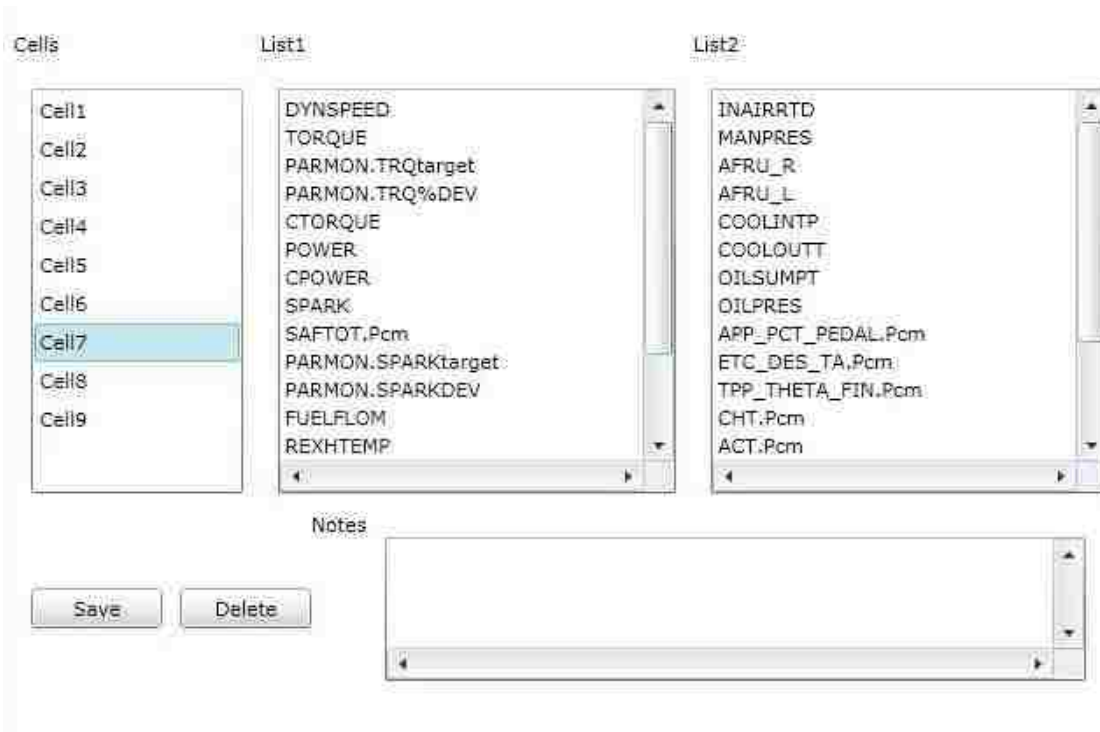 Cells
List1
List2
Cell1
Cell2
Cell3
Cell4
Cell5
Cell6
Cell7
Cell8
Cell9
DYNSPEED
TORQUE
PARMON.TRQtarget
PARMON.TRQ%DEV
CTORQUE
POWER
CPOWER
SPARK
SAFTOT.Pcm
PARMON.SPARKtarget
PARMON.SPARKDEV
FUELFLOM
REXHTEMP
INAIRRTD
MANPRES
AFRU_R
AFRU_L
COOLINTP
COOLOUTT
OILSUMPT
OILPRES
APP_PCT_PEDAL.Pcm
ETC_DES_TA.Pcm
TPP_THETA_FIN.Pcm
CHT.Pcm
ACT.Pcm
Notes
Save
Delete